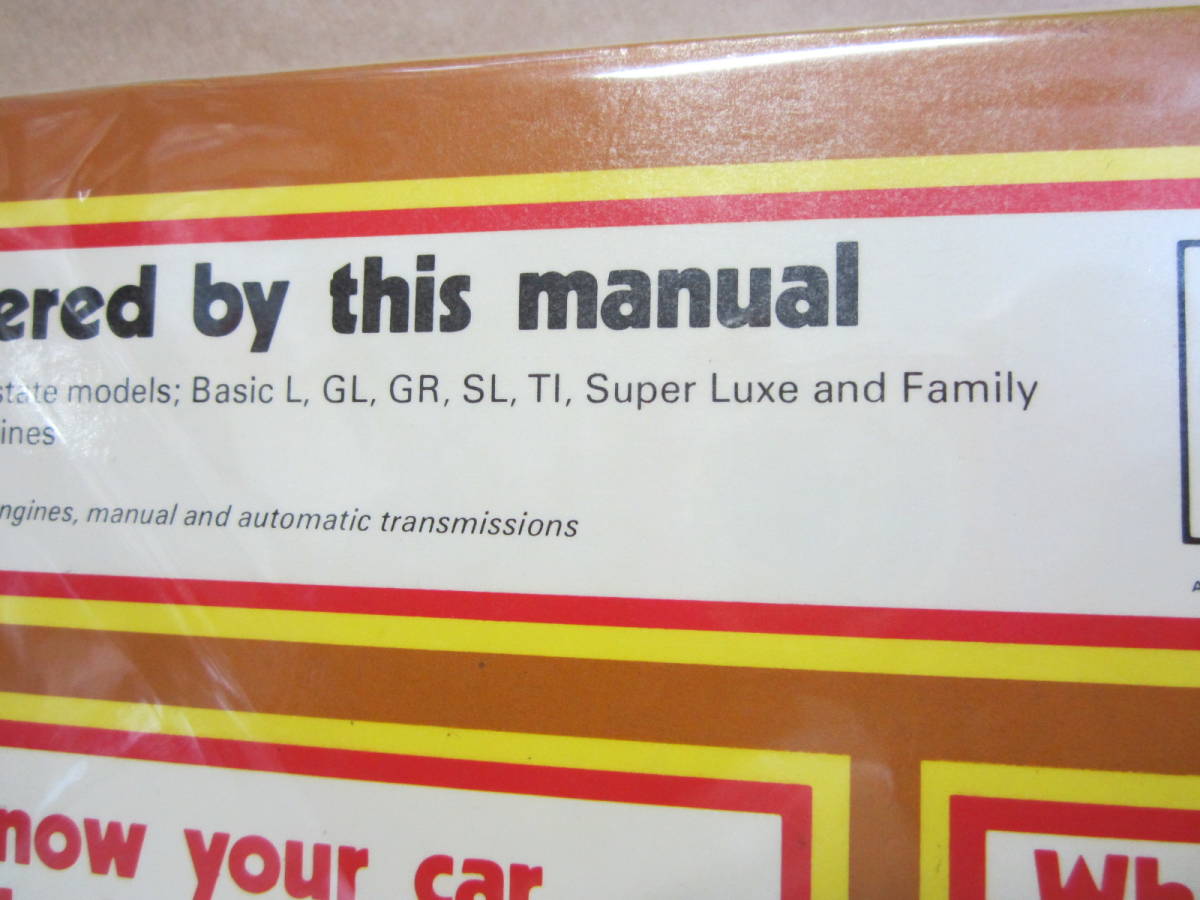 ered by this manual
state models; Basic L, GL, GR, SL, TI, Super Luxe and Family
ines
ngines, manual and automatic transmissions
A
now your car
Wh